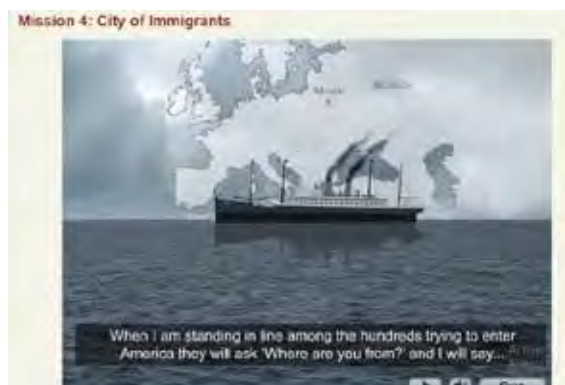 Mission 4: City of Immigrants
When I am standing in line among the hundreds trying to enter
America they will ask 'Where are you from?' and I will say...